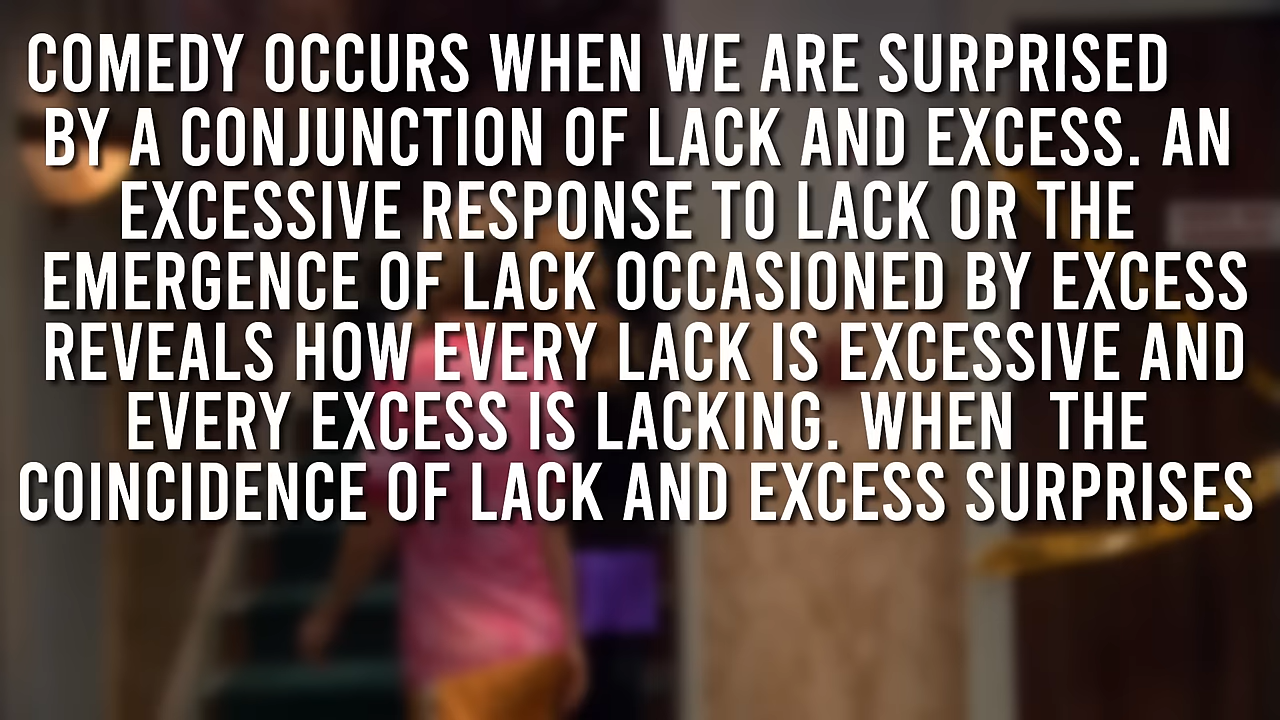 COMEDY OCCURS WHEN WE ARE SURPRISED
BY A CONJUNCTION OF LACK AND EXCESS. AN
EXCESSIVE RESPONSE TO LACK OR THE
EMERGENCE OF LACK OCCASIONED BY EXCESS
REVEALS HOW EVERY LACK IS EXCESSIVE AND
EVERY EXCESS IS LACKING. WHEN  THE
COINCIDENCE OF LACK AND EXCESS SURPRISES